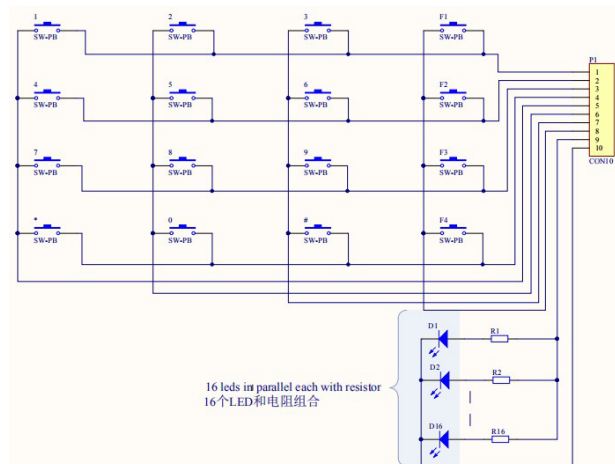 1 2 3 F1
SW-PB SW-PB SW-PB SW-PB
P1
1
2
3
4
5
6
7
8
9
10
CON10
4 5 6 F2
SW-PB SW-PB SW-PB SW-PB
7 8 9 F3
SW-PB SW-PB SW-PB SW-PB
* 0 # F4
SW-PB SW-PB SW-PB SW-PB
D1 R1
D2 R2
16 leds int parallel each with resistor
16个LED和电阻组合
D16 R16